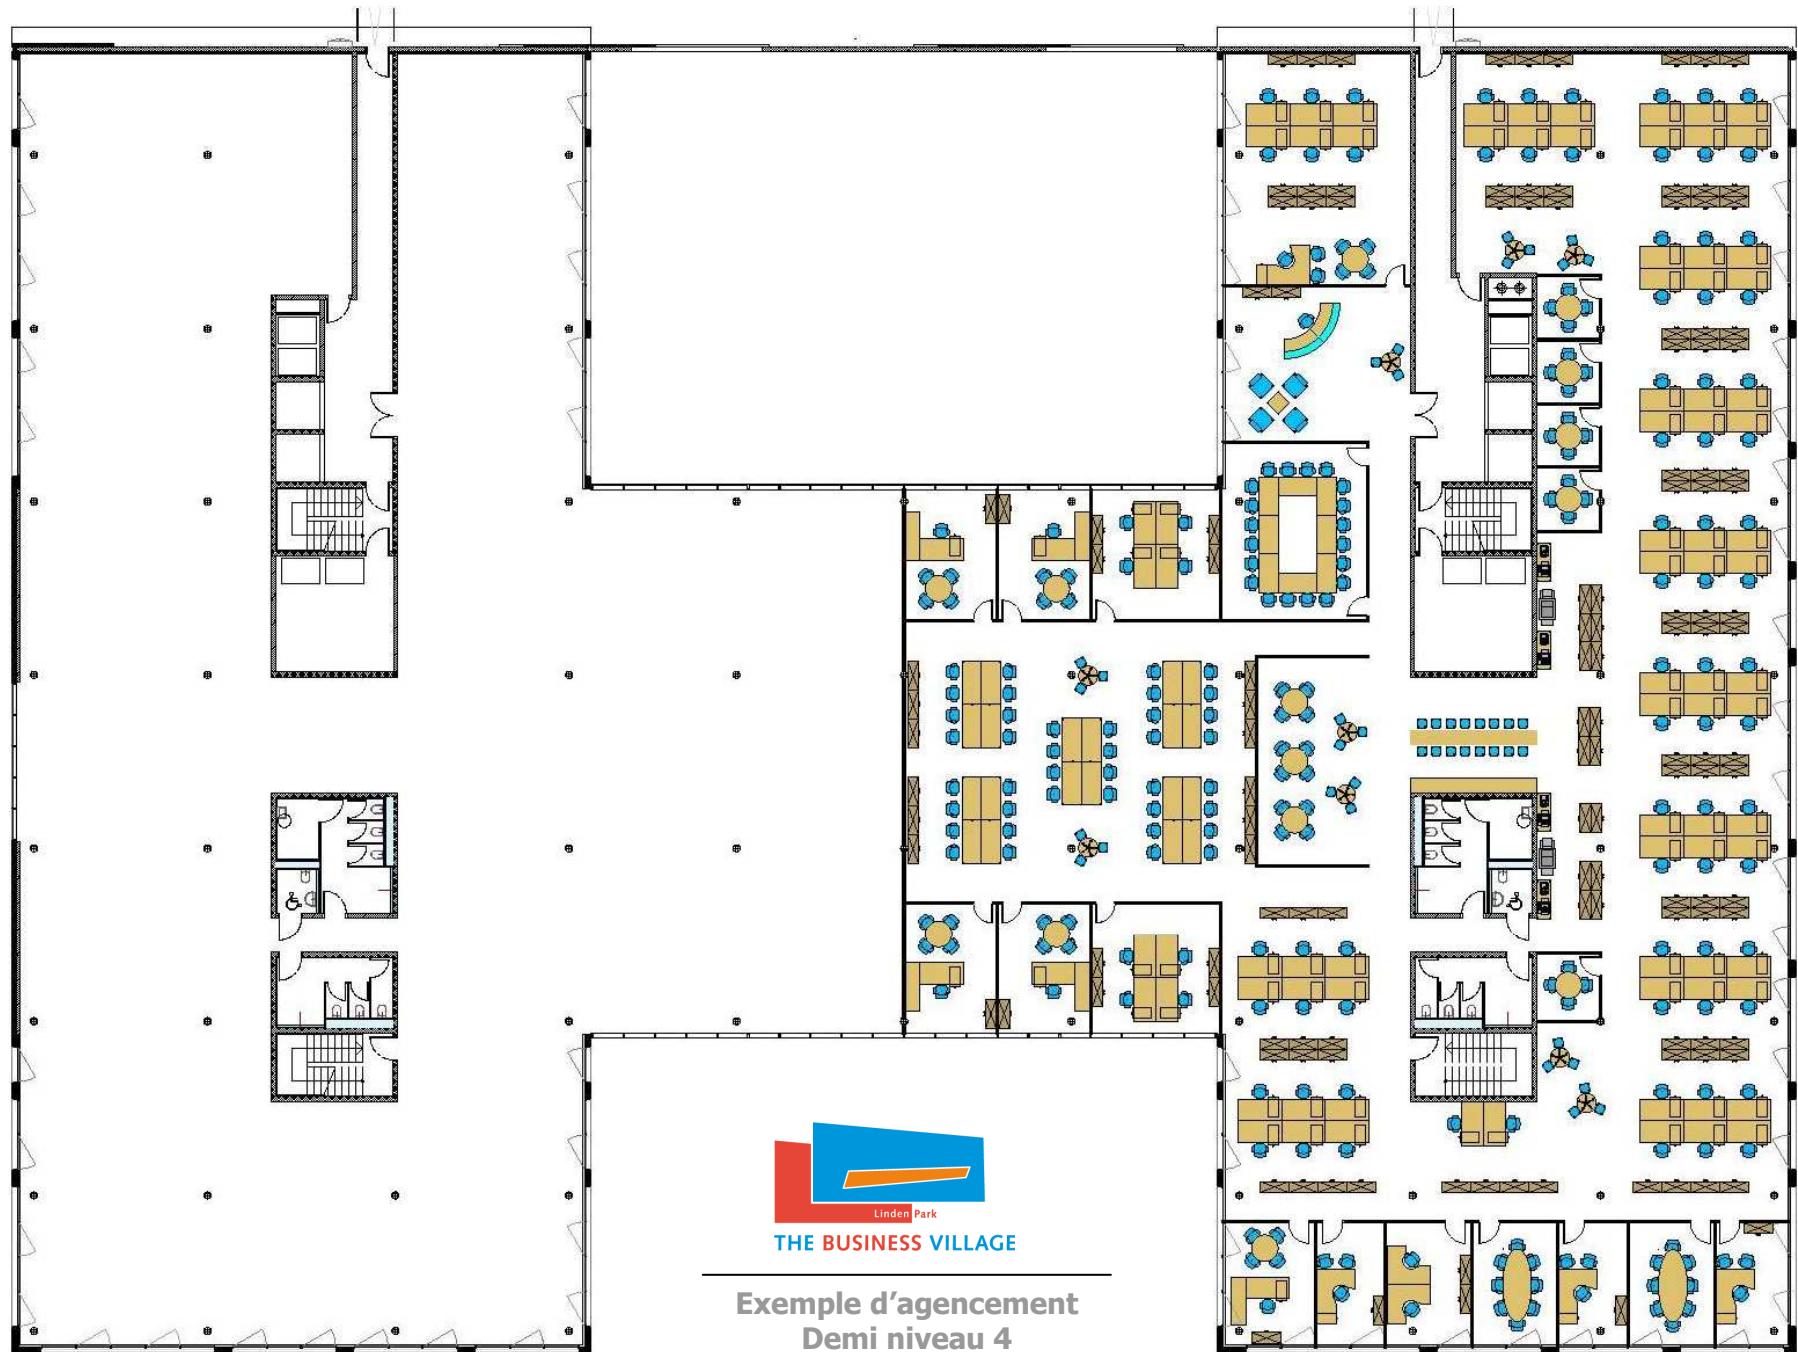 Linden Park
THE BUSINESS VILLAGE
Exemple d’agencement
Demi niveau 4